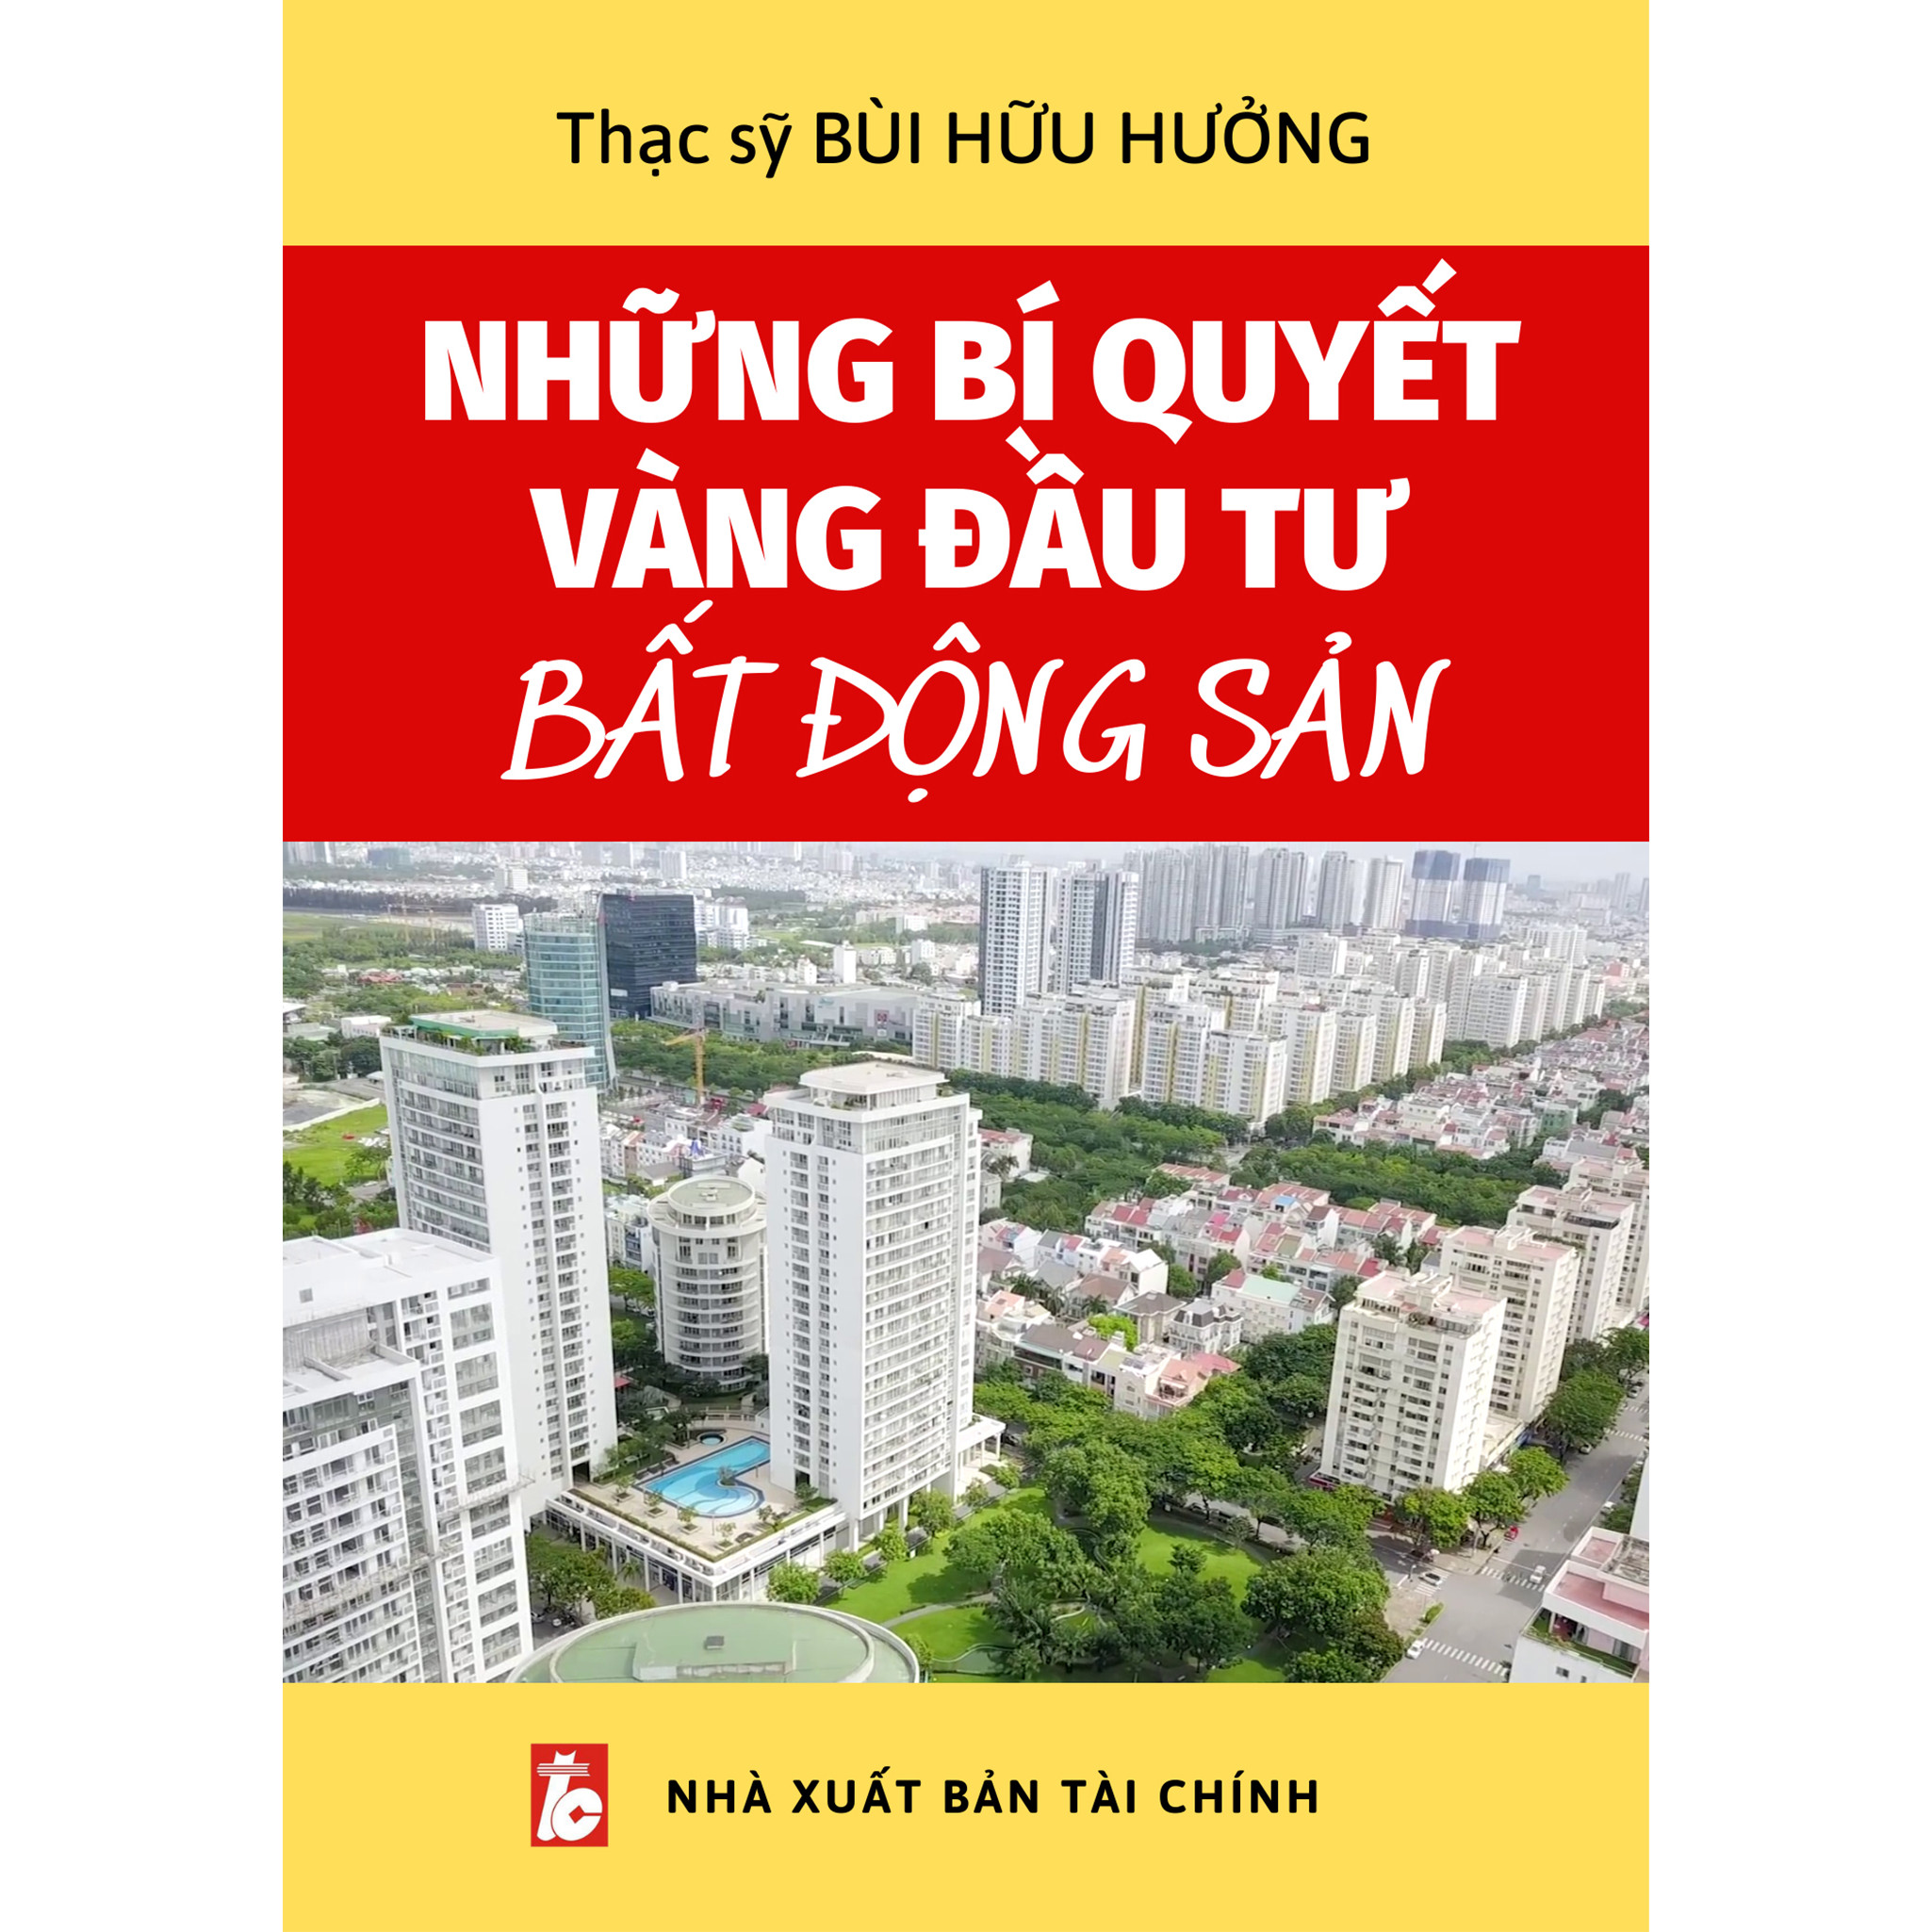 Thạc sỹ BÙI HỮU HƯỞNG
NHỮNG BÍ QUYẾT
VÀNG ĐẦU TƯ
BẤT ĐỘNG SẢN
tc
NHÀ XUẤT BẢN TÀI CHÍNH